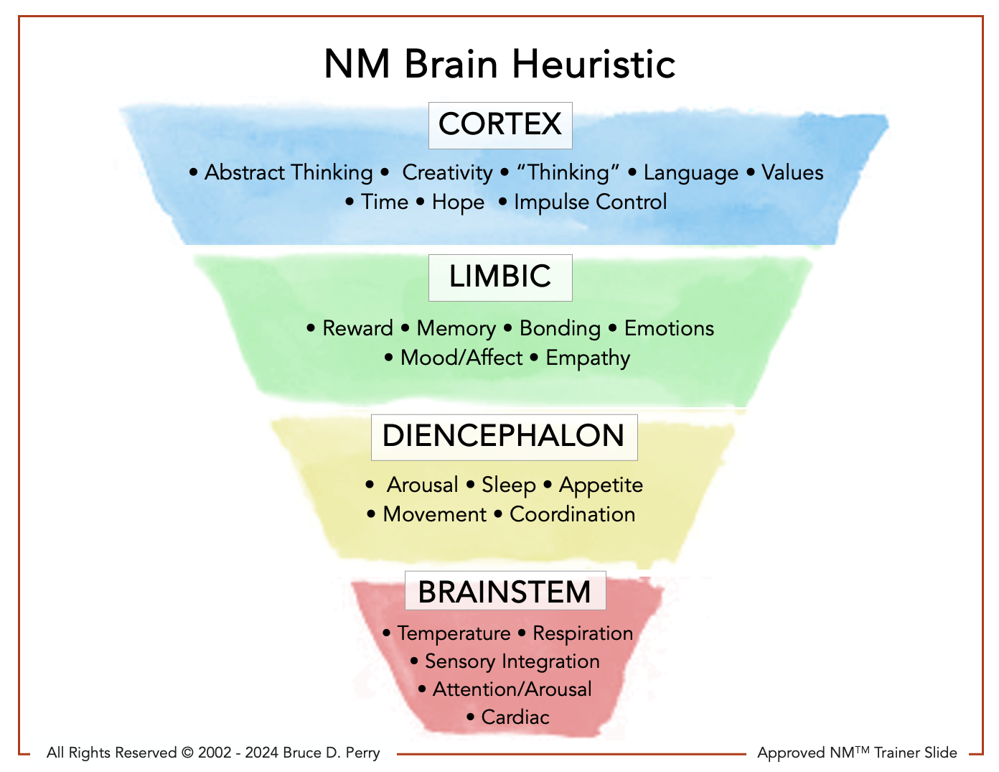 NM Brain Heuristic
CORTEX
• Abstract Thinking • Creativity • “Thinking” • Language • Values
• Time • Hope • Impulse Control
LIMBIC
• Reward • Memory • Bonding • Emotions
• Mood/Affect • Empathy
DIENCEPHALON
• Arousal • Sleep • Appetite
• Movement • Coordination
BRAINSTEM
• Temperature • Respiration
• Sensory Integration
• Attention/Arousal
• Cardiac
All Rights Reserved © 2002 - 2024 Bruce D. Perry
Approved NM™ Trainer Slide